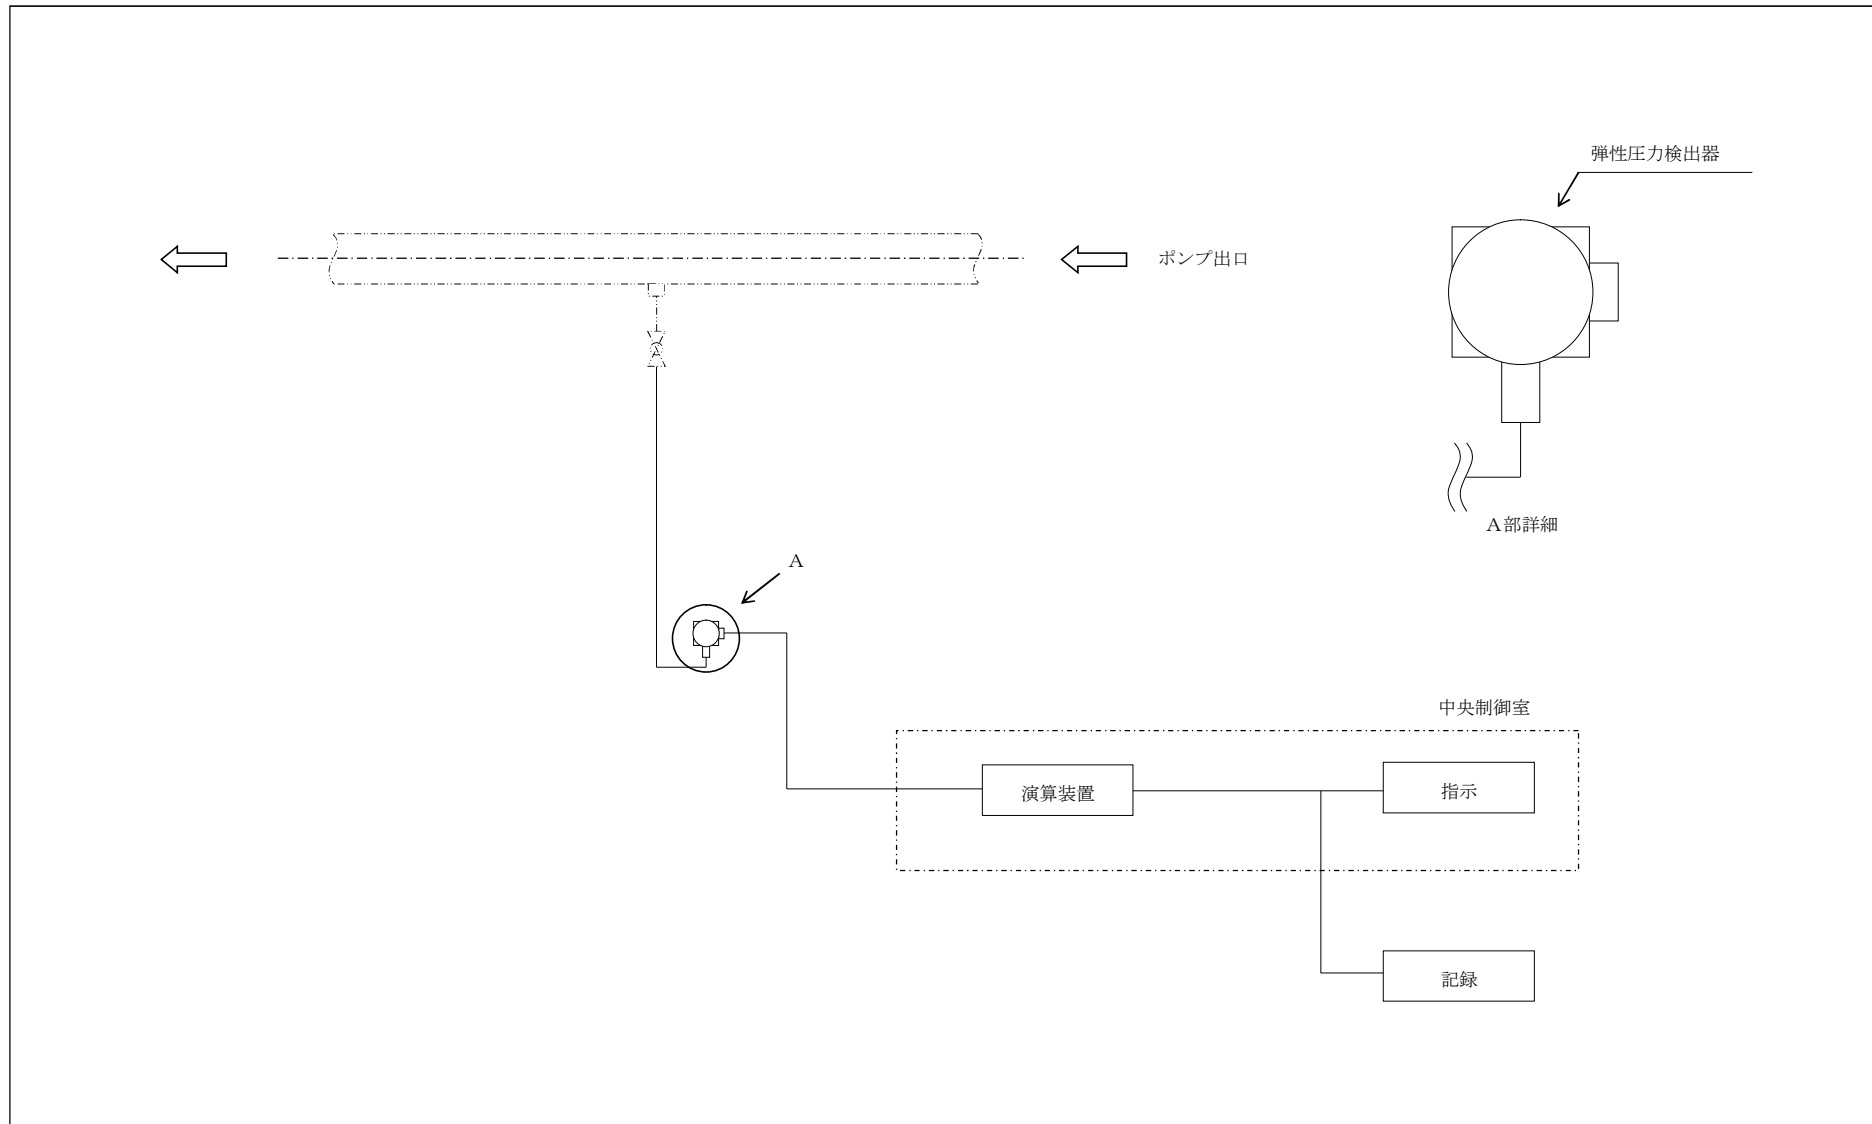 弾性圧力検出器
ポンプ出口
A部詳細
A
中央制御室
演算装置
指示
記録